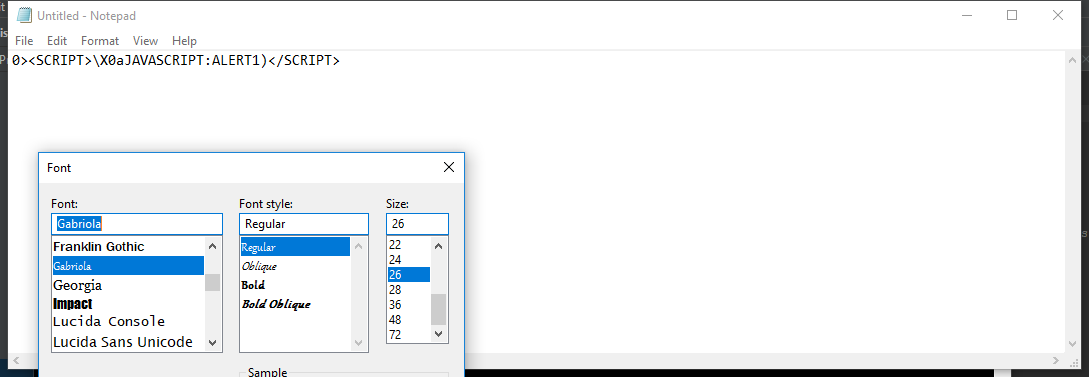 Untitled - Notepad
File Edit Format View Help
0><SCRIPT>\X0aJAVASCRIPT:ALERT1)</SCRIPT>
Font
Font: Font style: Size:
Gabriola Regular 26
Franklin Gothic Regular 22
Gabriola Oblique 24
Georgia Bold 26
Impact Bold Oblique 28
Lucida Console 36
Lucida Sans Unicode 48
72
Sample